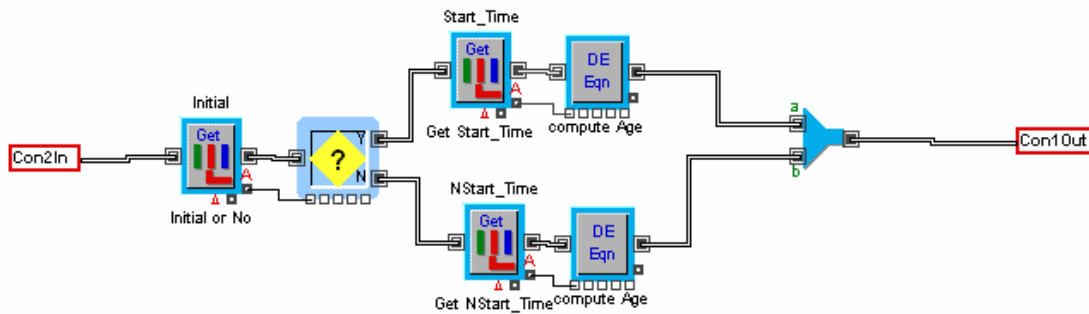 Start_Time
Get
DE
Eqn
A
Get Start_Time
compute Age
Initial
Get
Y
?
N
A
Initial or No
Con2In
a
b
Con1Out
NStart_Time
Get
DE
Eqn
A
Get NStart_Time
compute Age